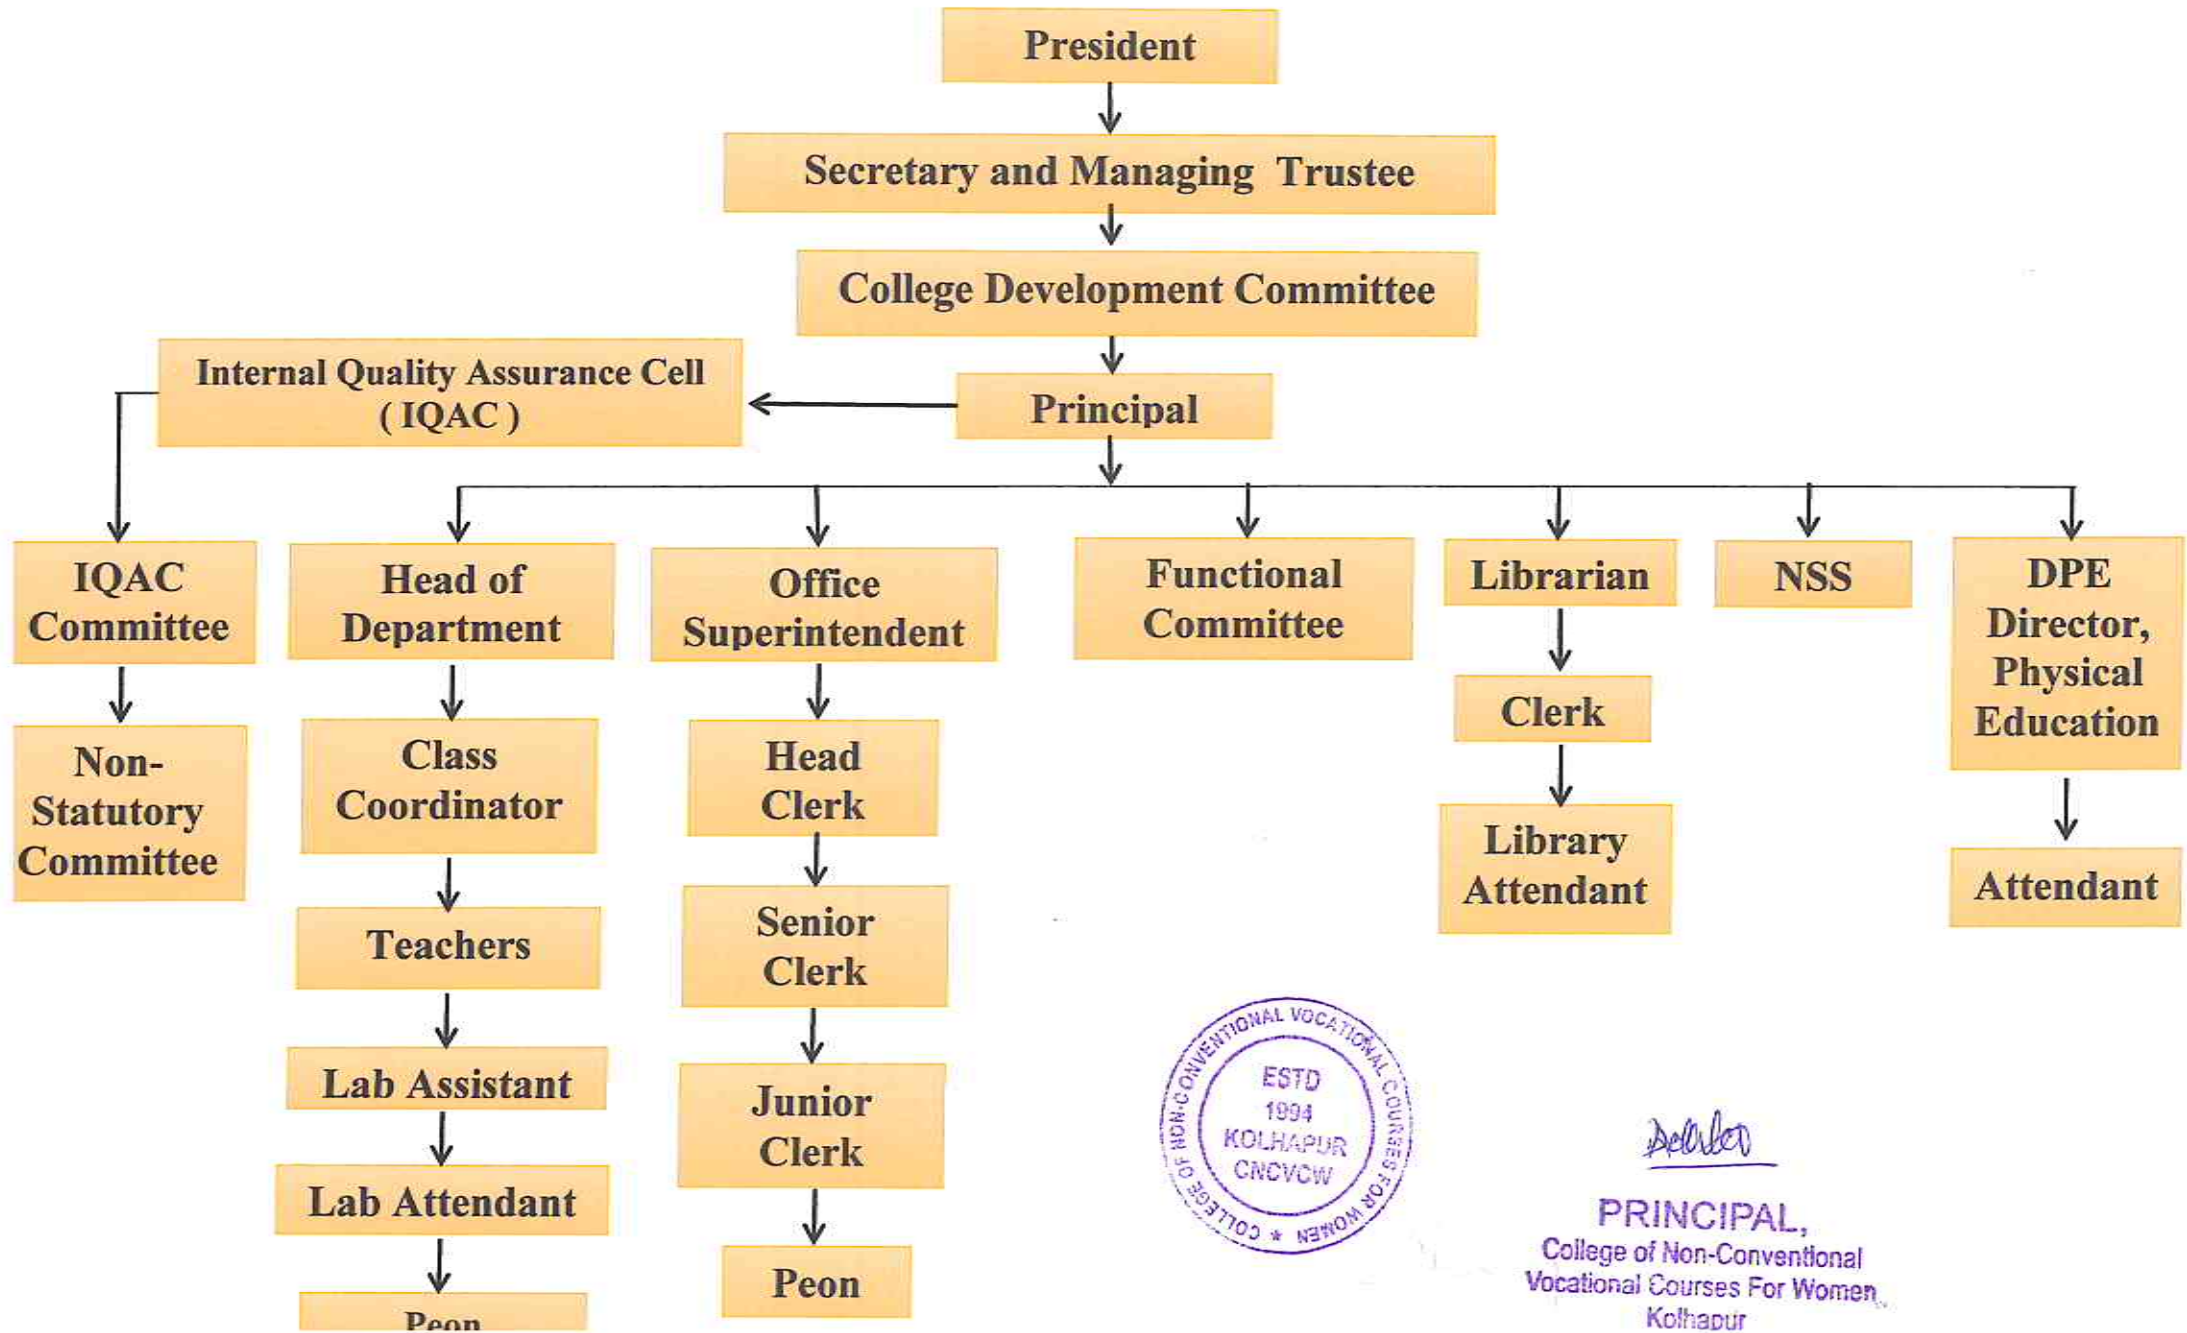 President
Secretary and Managing Trustee
College Development Committee
Internal Quality Assurance Cell
( IQAC )
Principal
IQAC
Committee
Non-
Statutory
Committee
Head of
Department
Class
Coordinator
Teachers
Lab Assistant
Lab Attendant
Peon
Office
Superintendent
Head
Clerk
Senior
Clerk
Junior
Clerk
Peon
Functional
Committee
Librarian
Clerk
Library
Attendant
NSS
DPE
Director,
Physical
Education
Attendant
COLLEGE OF NON-CONVENTIONAL VOCATIONAL COURSES FOR WOMEN *
ESTD
1994
KOLHAPUR
CNCVCW
PRINCIPAL,
College of Non-Conventional
Vocational Courses For Women
Kolhapur